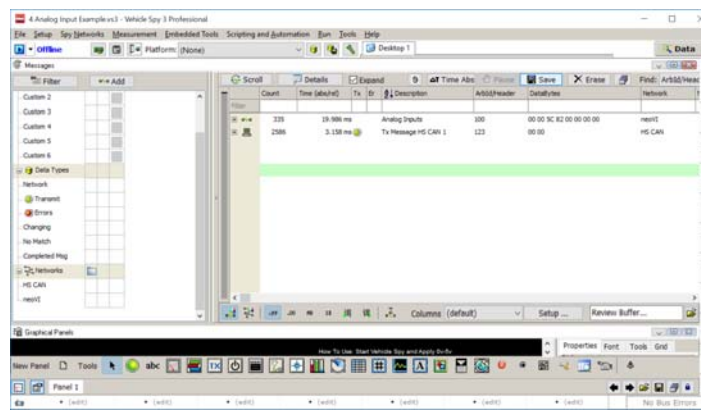 4 Analog Input Example.vs3 - Vehicle Spy 3 Professional
File Setup Spy Networks Measurement Embedded Tools Scripting and Automation Run Tools Help
Offline Platform: (None) Desktop 1 Data
Messages
Filter Add Scroll Details Expand ΔT Time Abs Pause Save Erase Find:
Count Time (abs/rel) Tx Er Description ArbId/Header DataBytes Network
Filter
335 19.986 ms Analog Inputs 100 00 00 5C 82 00 00 00 00 neoVI
2586 3.158 ms Tx Message HS CAN 1 123 00 00 HS CAN
Custom 2
Custom 3
Custom 4
Custom 5
Custom 6
Data Types
Network
Transmit
Errors
Changing
No Match
Completed Msg
Networks
HS CAN
neoVI
Columns (default) Setup ... Review Buffer...
Graphical Panels
How To Use: Start Vehicle Spy and Apply
Properties Font Tools Grid
New Panel Tools abc
Panel 1
(edit) (edit) (edit) (edit) (edit) (edit) No Bus Errors